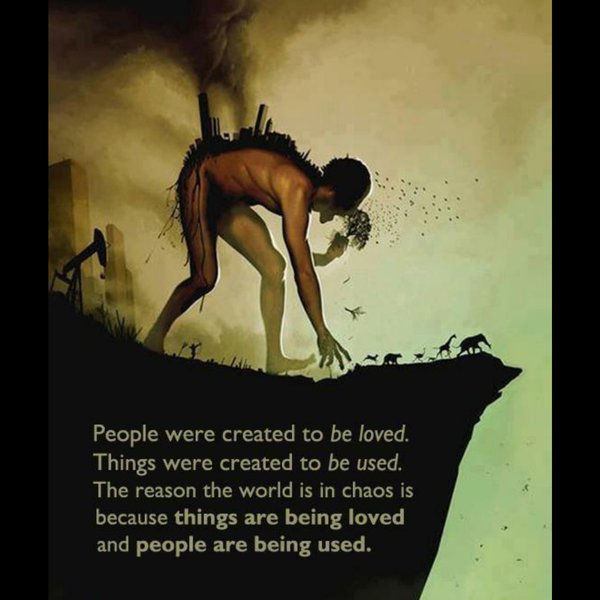 People were created to be loved.
Things were created to be used.
The reason the world is in chaos is
because things are being loved
and people are being used.